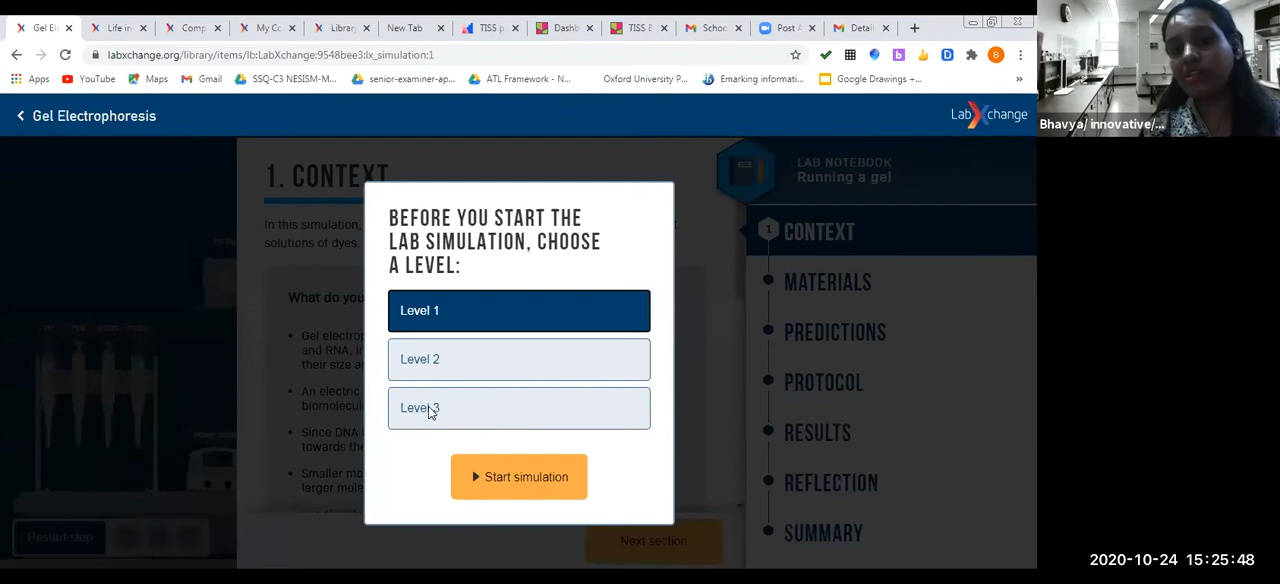 Gel El
Life in
Comp
My Co
Library
New Tab
TISS p
Dashb
TISS B
Schoo
Post A
Detail
labxchange.org/library/items/lb:LabXchange:9548bee3:lx_simulation:1
Apps
YouTube
Maps
Gmail
SSQ-C3 NESISM-M...
senior-examiner-ap...
ATL Framework - N...
Oxford University P...
Emarking informati...
Google Drawings +...
»
Bhavya/ innovative/...
Gel Electrophoresis
LabXchange
1. CONTEXT
In this simulation,
solutions of dyes
What do you
Gel electrop
and RNA, i
their size a
An electric
biomolecul
Since DNA
towards the
Smaller mo
larger mole
BEFORE YOU START THE
LAB SIMULATION, CHOOSE
A LEVEL:
Level 1
Level 2
Level 3
Start simulation
Restart step
Next section
LAB NOTEBOOK
Running a gel
1 CONTEXT
MATERIALS
PREDICTIONS
PROTOCOL
RESULTS
REFLECTION
SUMMARY
2020-10-24 15:25:48